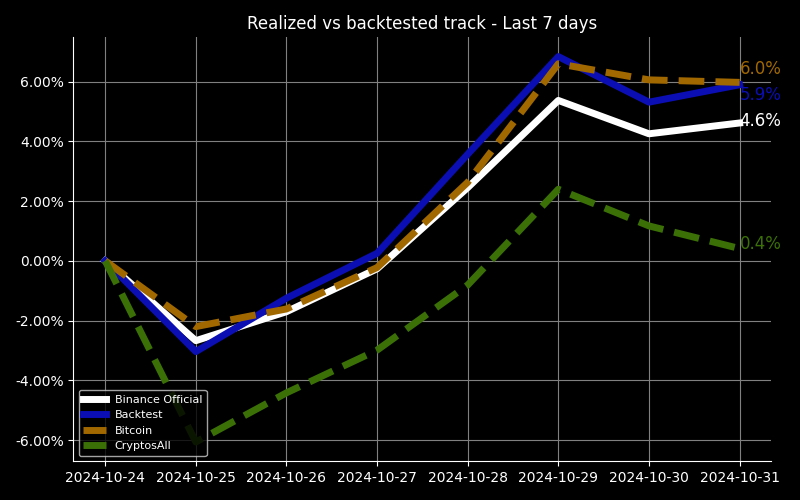 Realized vs backtested track - Last 7 days
6.00%
4.00%
2.00%
0.00%
-2.00%
-4.00%
-6.00%
6.0%
5.9%
4.6%
0.4%
Binance Official
Backtest
Bitcoin
CryptosAll
2024-10-24 2024-10-25 2024-10-26 2024-10-27 2024-10-28 2024-10-29 2024-10-30 2024-10-31